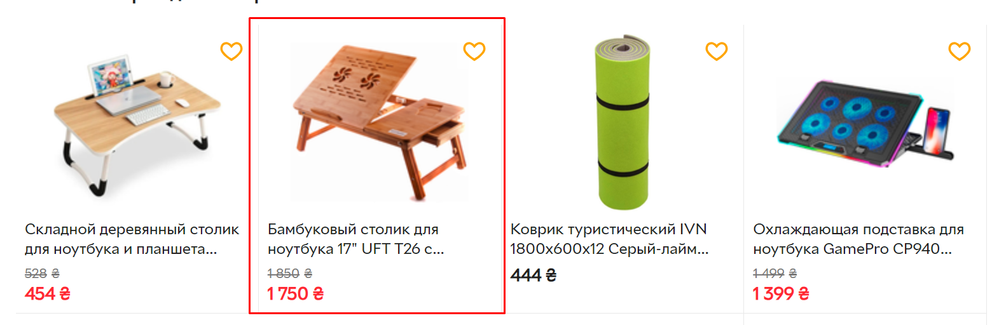 Складной деревянный столик
для ноутбука и планшета...
528 ₴
454 ₴
Бамбуковый столик для
ноутбука 17" UFT T26 с...
1 850 ₴
1 750 ₴
Коврик туристический IVN
1800х600х12 Серый-лайм...
444 ₴
Охлаждающая подставка для
ноутбука GamePro CP940...
1 499 ₴
1 399 ₴